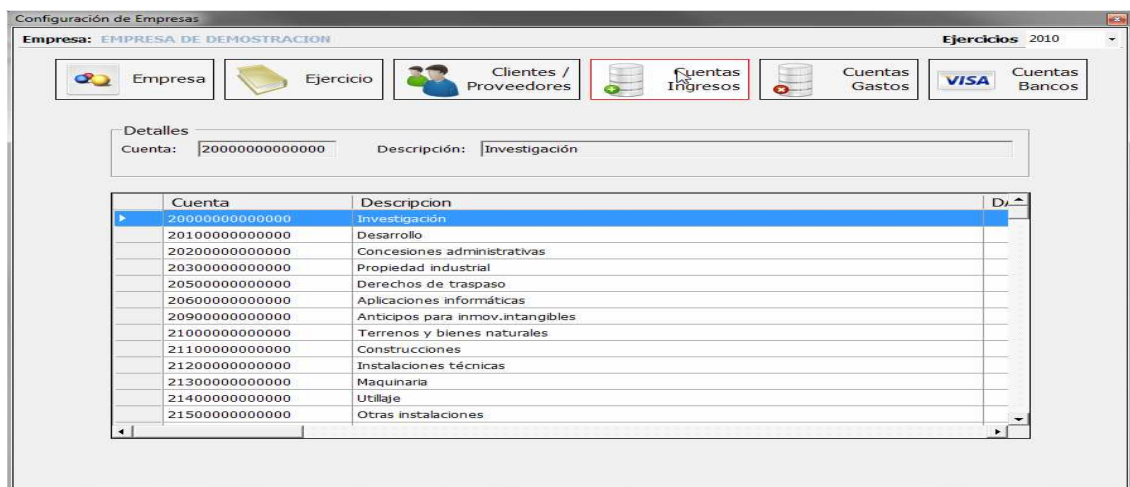 Configuración de Empresas
Empresa: EMPRESA DE DEMOSTRACION Ejercicios 2010
Empresa Ejercicio Clientes / Proveedores Cuentas Ingresos Cuentas Gastos VISA Cuentas Bancos
Detalles
Cuenta: 20000000000000 Descripción: Investigación
Cuenta Descripcion
20000000000000 Investigación
20100000000000 Desarrollo
20200000000000 Concesiones administrativas
20300000000000 Propiedad industrial
20500000000000 Derechos de traspaso
20600000000000 Aplicaciones informáticas
20900000000000 Anticipos para inmov.intangibles
21000000000000 Terrenos y bienes naturales
21100000000000 Construcciones
21200000000000 Instalaciones técnicas
21300000000000 Maquinaria
21400000000000 Utillaje
21500000000000 Otras instalaciones